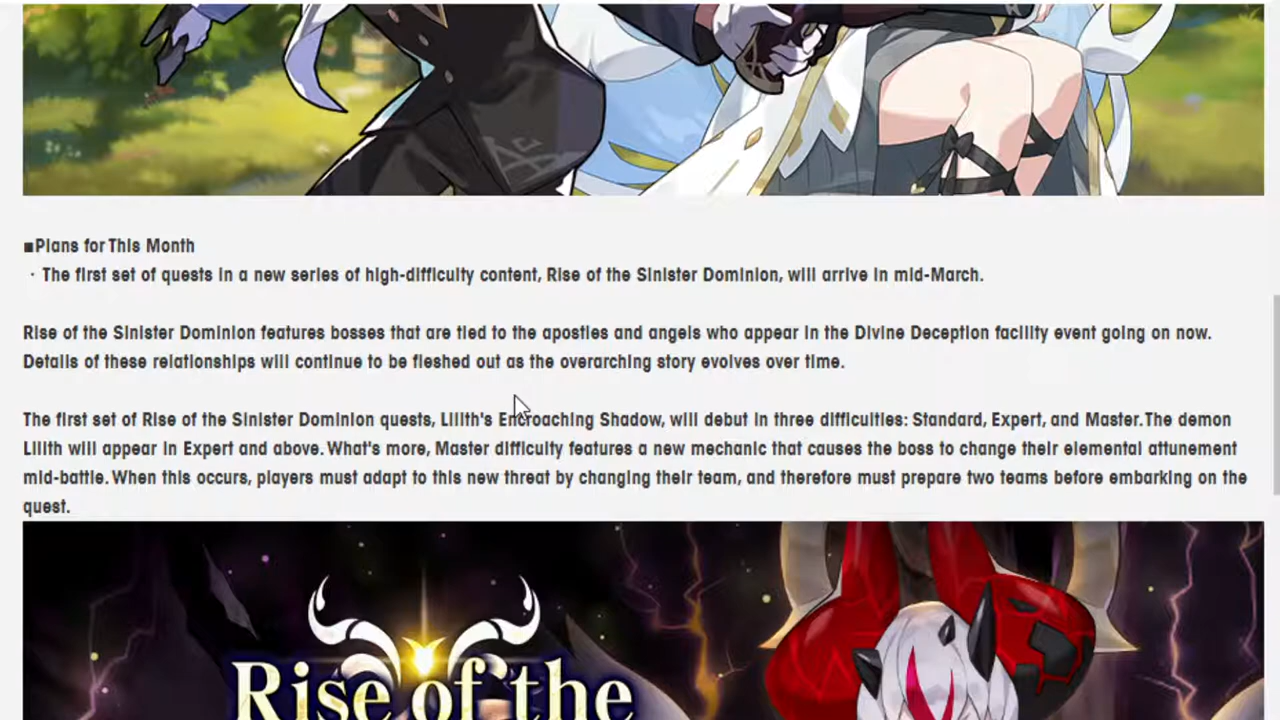 ■Plans for This Month
・The first set of quests in a new series of high-difficulty content, Rise of the Sinister Dominion, will arrive in mid-March.
Rise of the Sinister Dominion features bosses that are tied to the apostles and angels who appear in the Divine Deception facility event going on now.
Details of these relationships will continue to be fleshed out as the overarching story evolves over time.
The first set of Rise of the Sinister Dominion quests, Lilith's Encroaching Shadow, will debut in three difficulties: Standard, Expert, and Master. The demon
Lilith will appear in Expert and above. What's more, Master difficulty features a new mechanic that causes the boss to change their elemental attunement
mid-battle. When this occurs, players must adapt to this new threat by changing their team, and therefore must prepare two teams before embarking on the
quest.
Rise of the